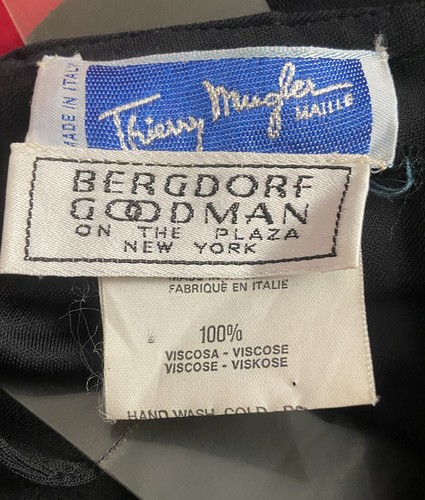 MADE IN ITALY
Thierry Mugler
MAILLE
BERGDORF
GOODMAN
ON THE PLAZA
NEW YORK
FABRIQUÉ EN ITALIE
100%
VISCOSA - VISCOSE
VISCOSE - VISKOSE
HAND WASH COLD